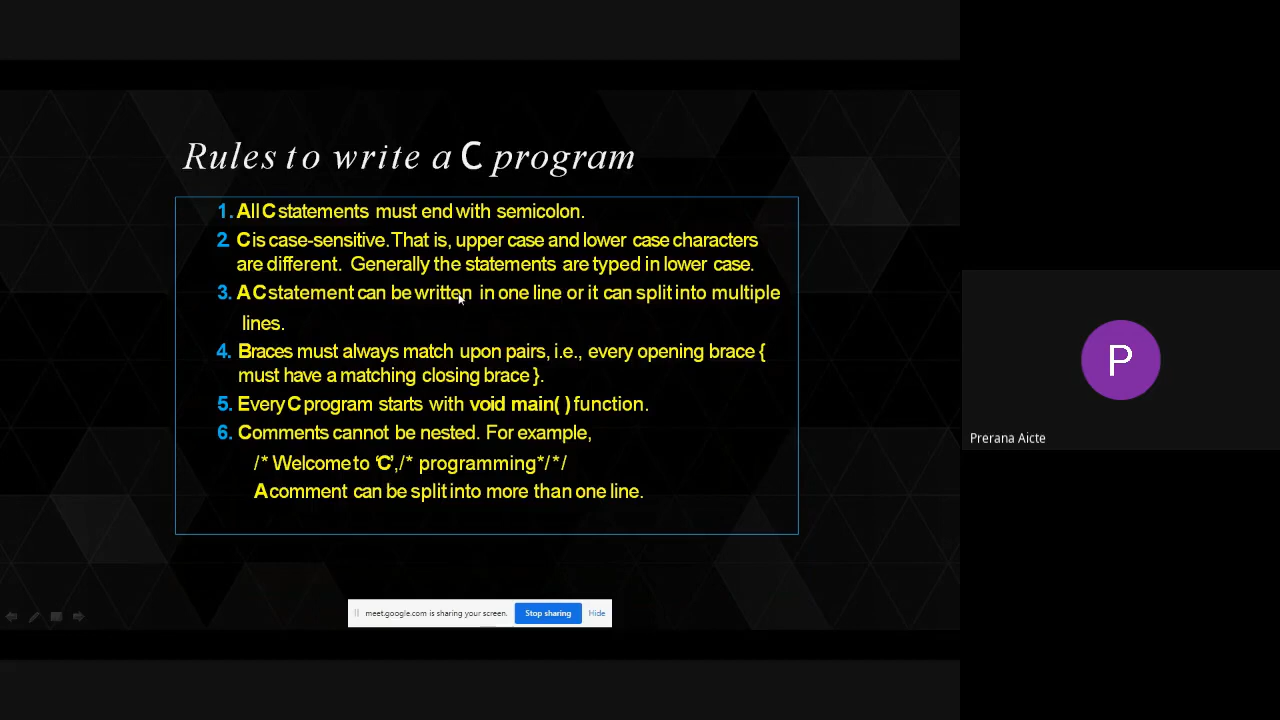 Rules to write a C program
1. All C statements must end with semicolon.
2. C is case-sensitive. That is, upper case and lower case characters
are different. Generally the statements are typed in lower case.
3. A C statement can be written in one line or it can split into multiple
lines.
4. Braces must always match upon pairs, i.e., every opening brace {
must have a matching closing brace }.
5. Every C program starts with void main( ) function.
6. Comments cannot be nested. For example,
/* Welcome to ‘C’, /* programming*/ */
A comment can be split into more than one line.
meet.google.com is sharing your screen. Stop sharing Hide
P
Prerana Aicte